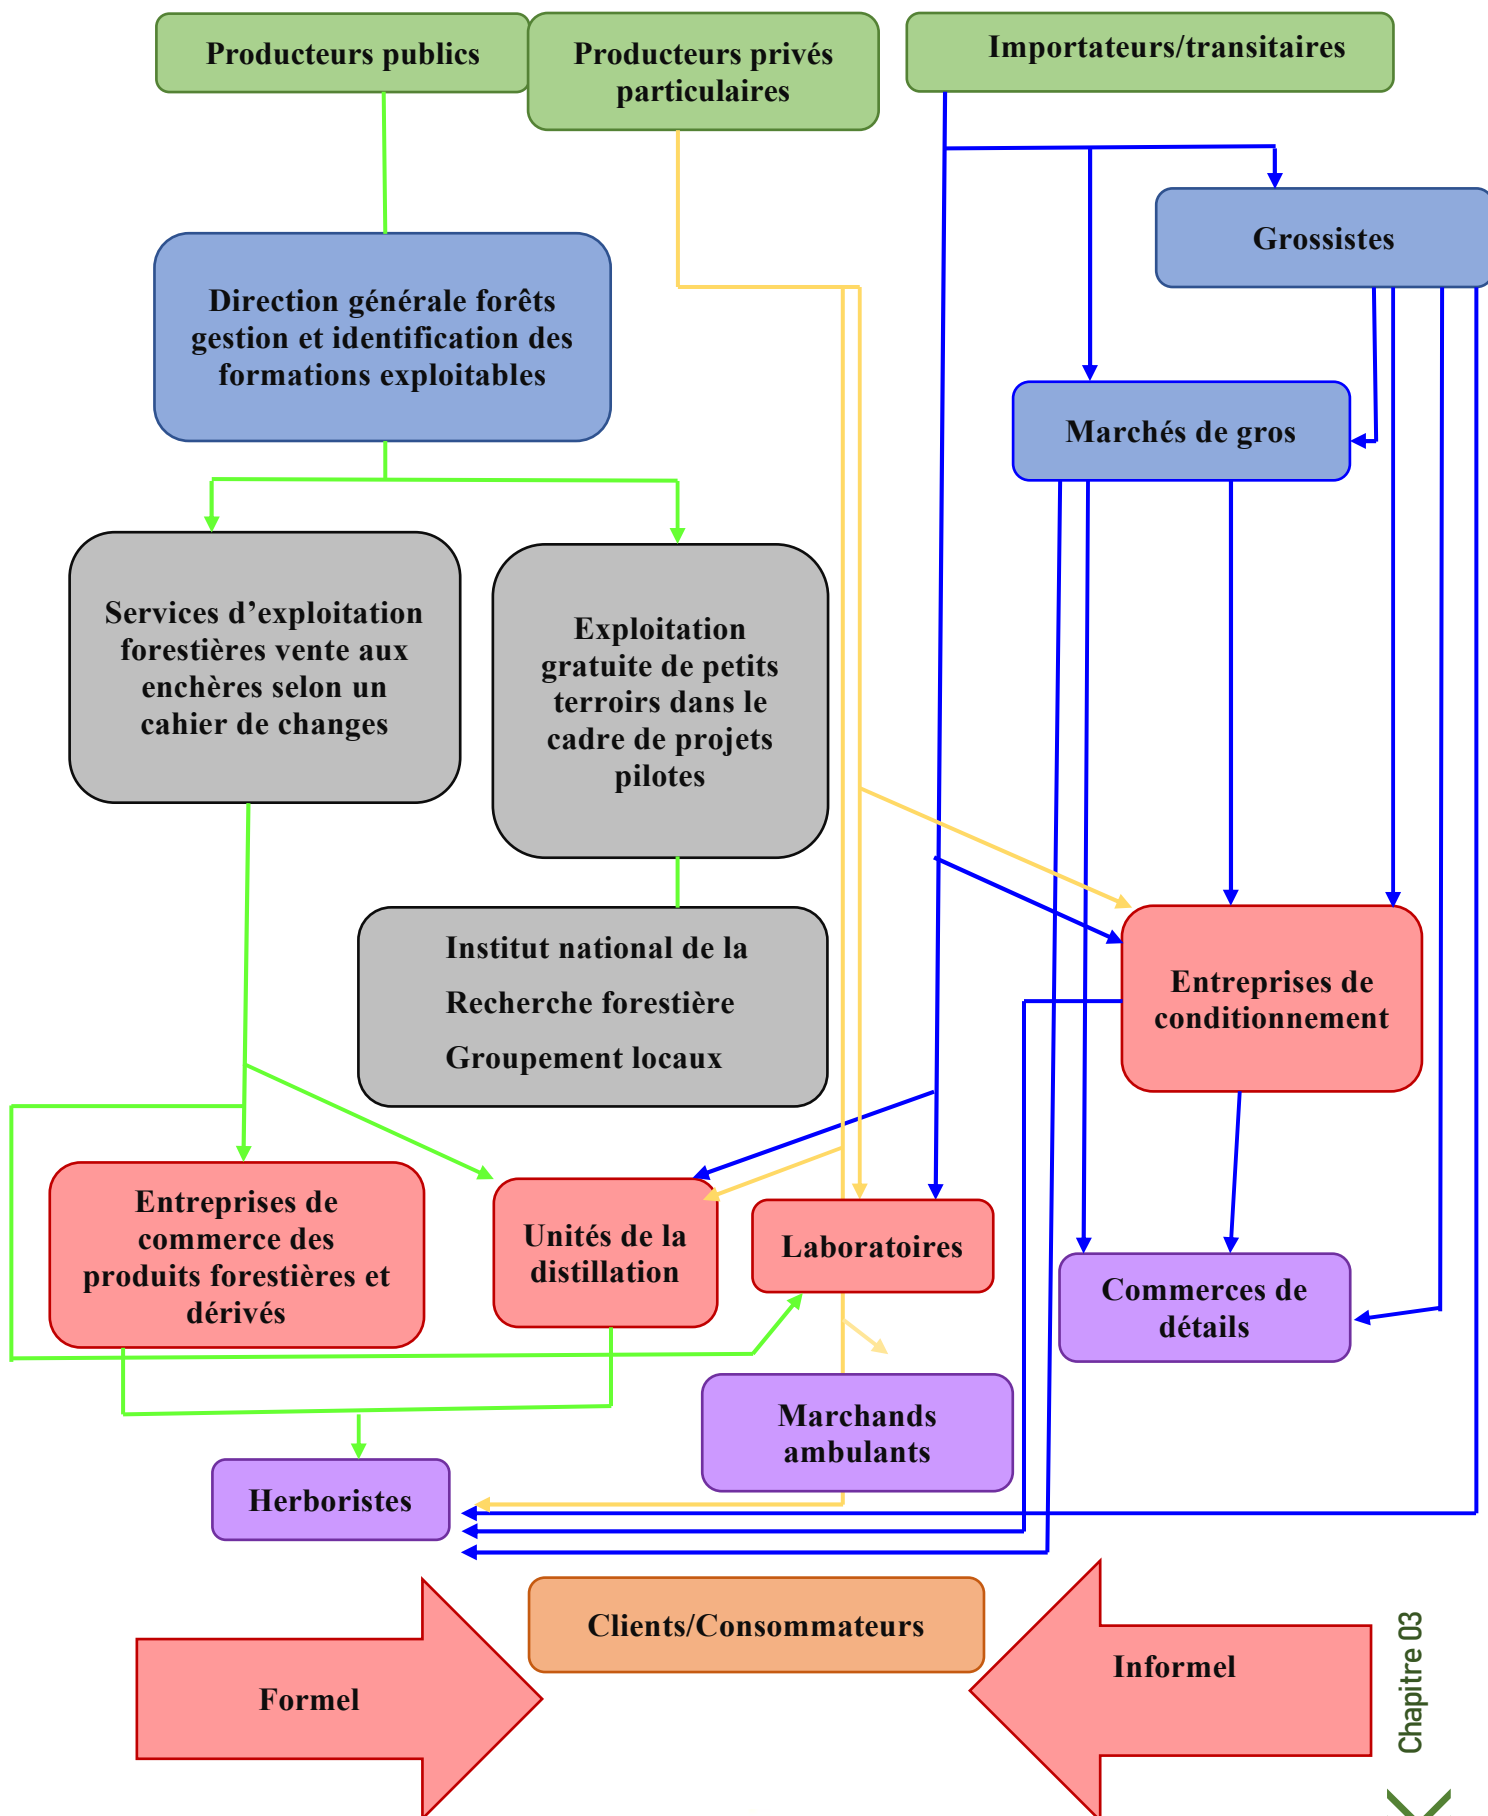 Producteurs publics
Producteurs privés
particulaires
Importateurs/transitaires
Grossistes
Direction générale forêts
gestion et identification des
formations exploitables
Marchés de gros
Services d’exploitation
forestières vente aux
enchères selon un
cahier de changes
Exploitation
gratuite de petits
terroirs dans le
cadre de projets
pilotes
Institut national de la
Recherche forestière
Groupement locaux
Entreprises de
conditionnement
Entreprises de
commerce des
produits forestières et
dérivés
Unités de la
distillation
Laboratoires
Commerces de
détails
Marchands
ambulants
Herboristes
Clients/Consommateurs
Formel
Informel
Chapitre 03